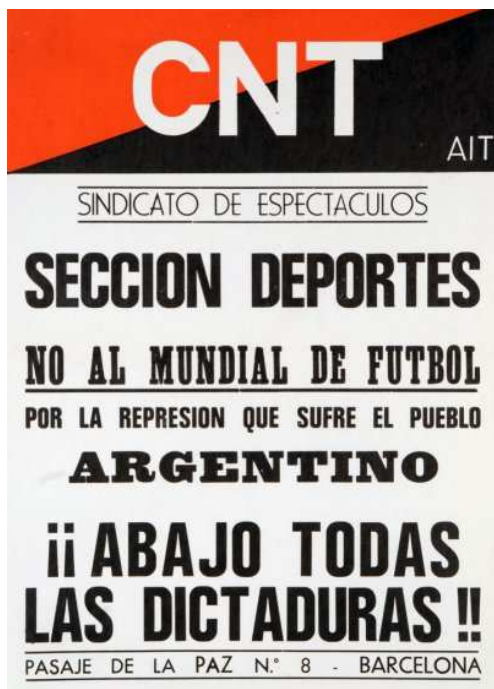 CNT
AIT
SINDICATO DE ESPECTACULOS
SECCION DEPORTES
NO AL MUNDIAL DE FUTBOL
POR LA REPRESION QUE SUFRE EL PUEBLO
ARGENTINO
¡¡ ABAJO TODAS
LAS DICTADURAS !!
PASAJE DE LA PAZ N.° 8 - BARCELONA